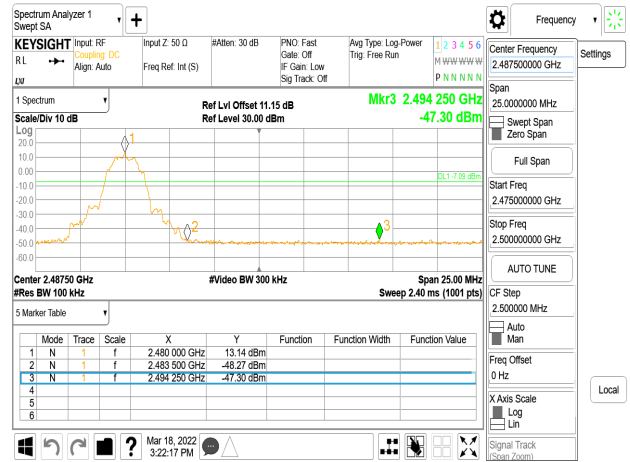 Spectrum Analyzer 1
Swept SA
Frequency
KEYSIGHT
Input: RF
Input Z: 50 Ω
#Atten: 30 dB
PNO: Fast
Avg Type: Log-Power
1 2 3 4 5 6
RL
Coupling: DC
Gate: Off
Trig: Free Run
M W W W W W
Align: Auto
Freq Ref: Int (S)
IF Gain: Low
Sig Track: Off
P N N N N N
1 Spectrum
Ref Lvl Offset 11.15 dB
Mkr3 2.494 250 GHz
Scale/Div 10 dB
Ref Level 30.00 dBm
-47.30 dBm
Log
20.0
10.0
0.00
-10.0
-20.0
-30.0
-40.0
-50.0
-60.0
1
2
3
DL1 -7.09 dBm
Center 2.48750 GHz
#Video BW 300 kHz
Span 25.00 MHz
#Res BW 100 kHz
Sweep 2.40 ms (1001 pts)
5 Marker Table
Mode Trace Scale X Y Function Function Width Function Value
1 N 1 f 2.480 000 GHz 13.14 dBm
2 N 1 f 2.483 500 GHz -48.27 dBm
3 N 1 f 2.494 250 GHz -47.30 dBm
4
5
6
Mar 18, 2022
3:22:17 PM
Center Frequency
2.487500000 GHz
Settings
Span
25.0000000 MHz
Swept Span
Zero Span
Full Span
Start Freq
2.475000000 GHz
Stop Freq
2.500000000 GHz
AUTO TUNE
CF Step
2.500000 MHz
Auto
Man
Freq Offset
0 Hz
X Axis Scale
Log
Lin
Local
Signal Track
(Span Zoom)